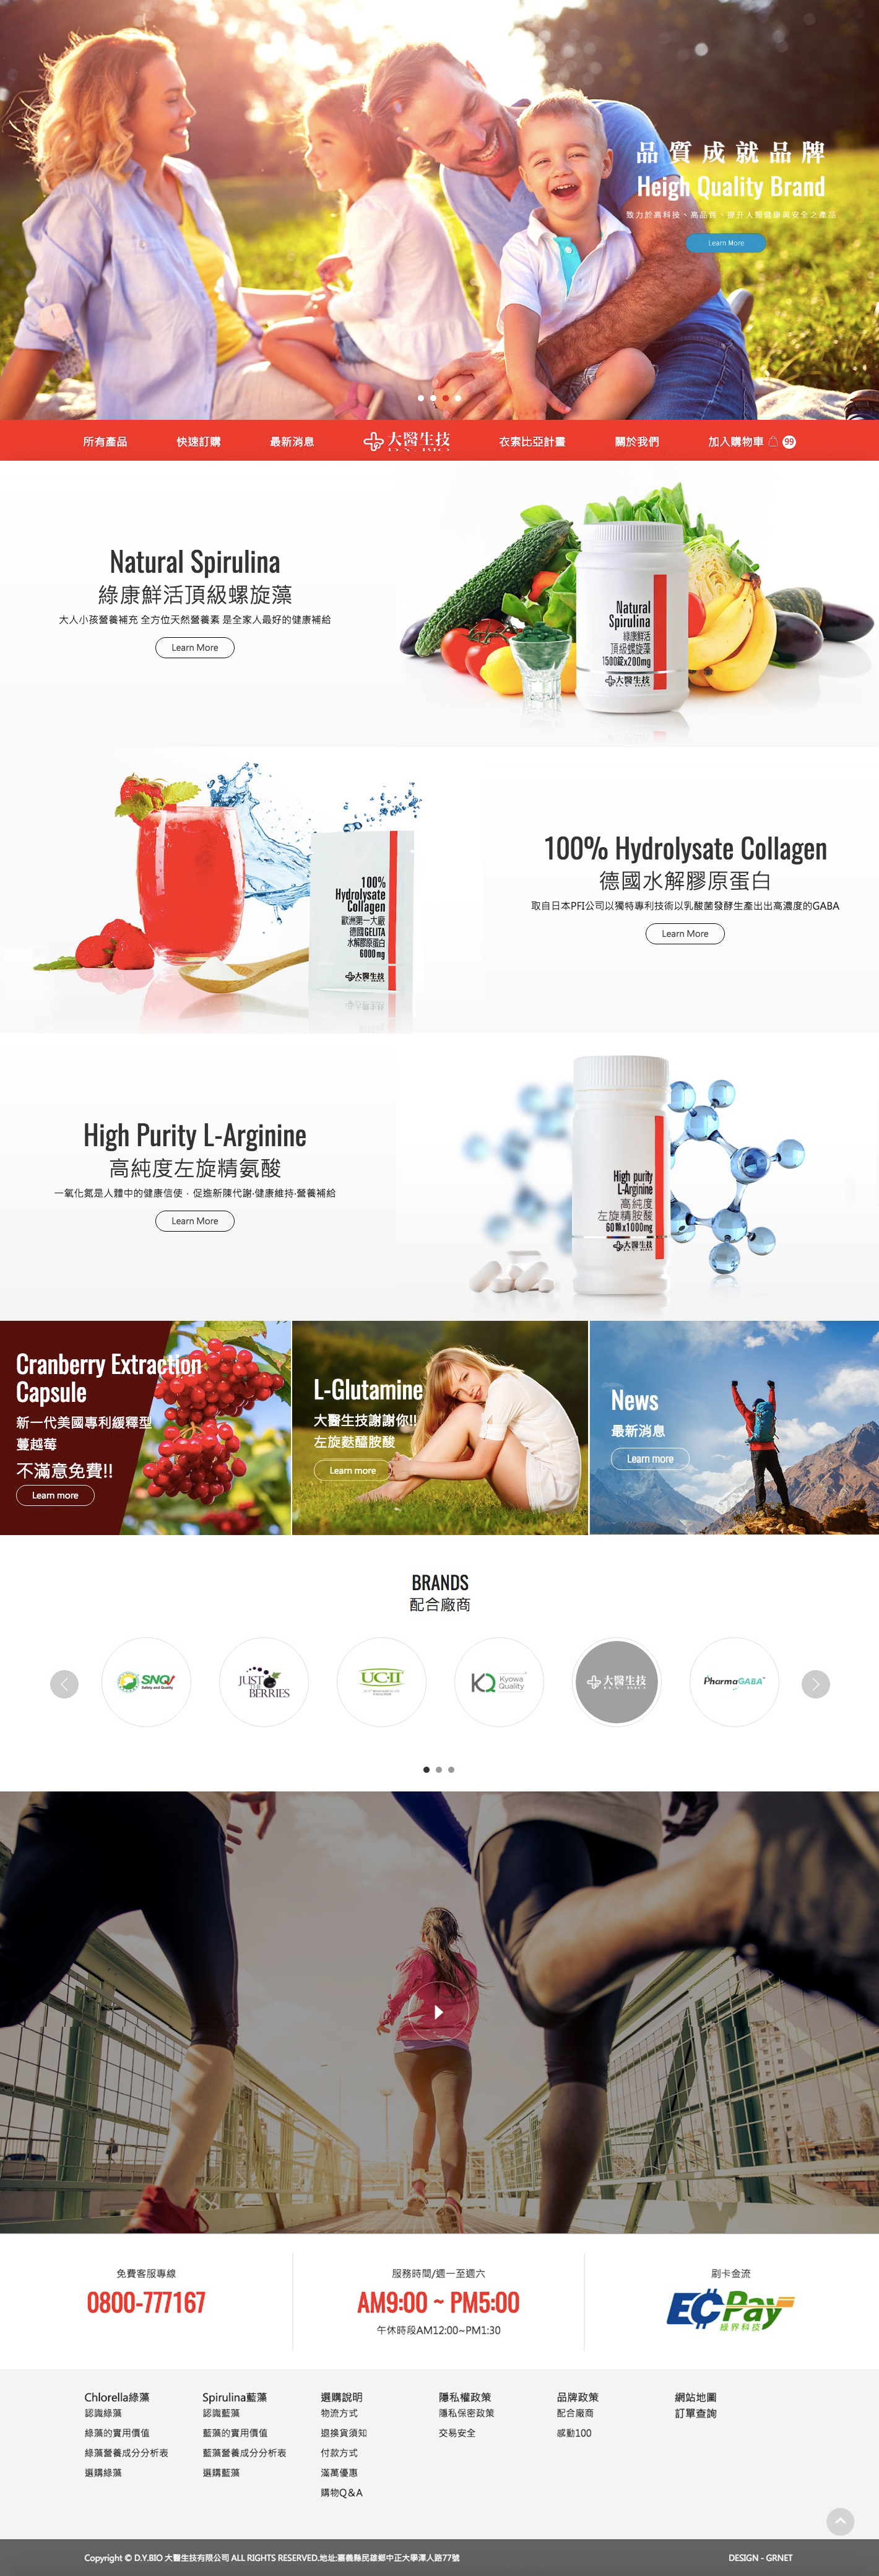 品質成就品牌
Heigh Quality Brand
致力於高科技、高品質、提升人類健康與安全之產品
Learn More
所有產品
快速訂購
最新消息
大醫生技
D.Y.BIO
衣索比亞計畫
關於我們
加入購物車
99
Natural Spirulina
綠康鮮活頂級螺旋藻
大人小孩營養補充 全方位天然營養素 是全家人最好的健康補給
Learn More
Natural
Spirulina
綠康鮮活
頂級螺旋藻
1500錠x200mg
大醫生技
100%
Hydrolysate
Collagen
歐洲第一大廠
德國GELITA
水解膠原蛋白
6000mg
大醫生技
100% Hydrolysate Collagen
德國水解膠原蛋白
取自日本PFI公司以獨特專利技術以乳酸菌發酵生產出出高濃度的GABA
Learn More
High Purity L-Arginine
高純度左旋精氨酸
一氧化氮是人體中的健康信使，促進新陳代謝‧健康維持‧營養補給
Learn More
High purity
L-Arginine
高純度
左旋精胺酸
60顆x1000mg
大醫生技
Cranberry Extraction
Capsule
新一代美國專利緩釋型
蔓越莓
不滿意免費!!
Learn more
L-Glutamine
大醫生技謝謝你!!
左旋麩醯胺酸
Learn more
News
最新消息
Learn more
BRANDS
配合廠商
SNQ
Safety and Quality
JUST
BERRIES
UC-II
KQ
Kyowa
Quality
大醫生技
D.Y.BIO
PharmaGABA
免費客服專線
0800-777167
服務時間/週一至週六
AM9:00 ~ PM5:00
午休時段AM12:00~PM1:30
刷卡金流
ECPay
綠界科技
Chlorella綠藻
認識綠藻
綠藻的實用價值
綠藻營養成分分析表
選購綠藻
Spirulina藍藻
認識藍藻
藍藻的實用價值
藍藻營養成分分析表
選購藍藻
選購說明
物流方式
退換貨須知
付款方式
滿萬優惠
購物Q&A
隱私權政策
隱私保密政策
交易安全
品牌政策
配合廠商
感動100
網站地圖
訂單查詢
Copyright © D.Y.BIO 大醫生技有限公司 ALL RIGHTS RESERVED.地址:嘉義縣民雄鄉中正大學澤人路77號
DESIGN - GRNET